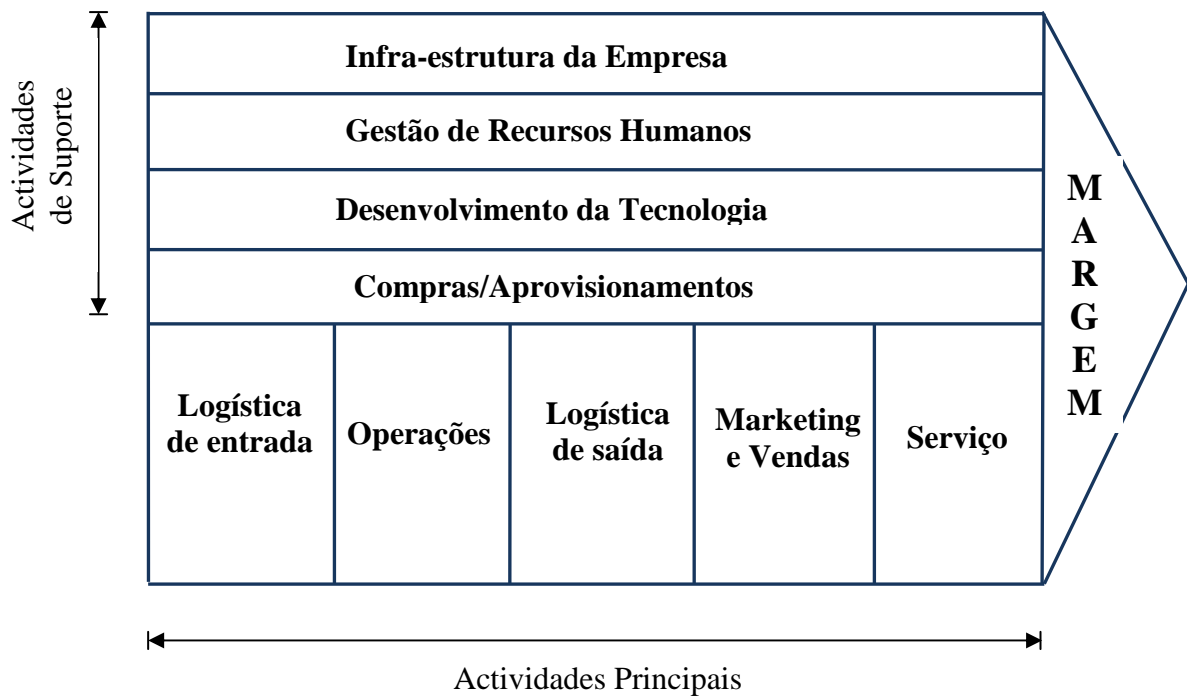 Actividades
de Suporte
Infra-estrutura da Empresa
Gestão de Recursos Humanos
Desenvolvimento da Tecnologia
Compras/Aprovisionamentos
Logística
de entrada
Operações
Logística
de saída
Marketing
e Vendas
Serviço
M
A
R
G
E
M
Actividades Principais